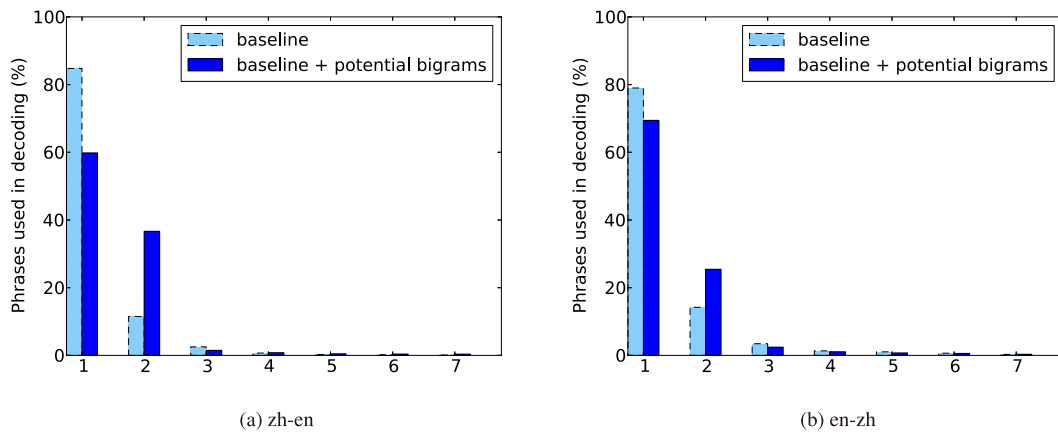 100
80
60
40
20
0
Phrases used in decoding (%)
baseline
baseline + potential bigrams
1 2 3 4 5 6 7
(a) zh-en
100
80
60
40
20
0
Phrases used in decoding (%)
baseline
baseline + potential bigrams
1 2 3 4 5 6 7
(b) en-zh